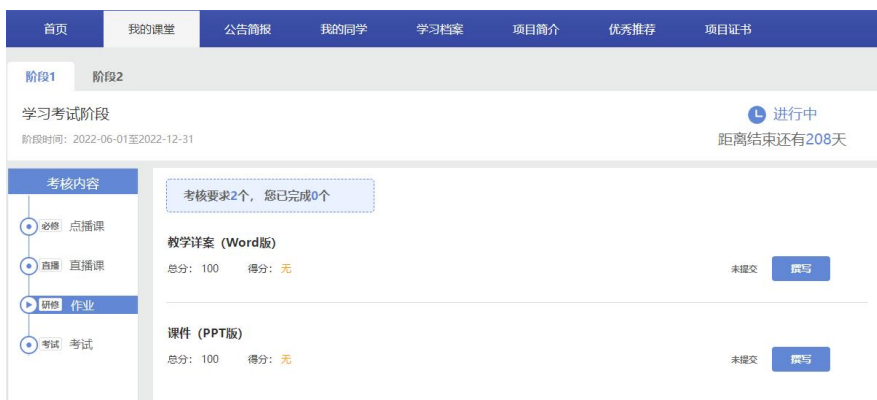 首页 我的课堂 公告简报 我的同学 学习档案 项目简介 优秀推荐 项目证书
阶段1 阶段2
学习考试阶段
阶段时间：2022-06-01至2022-12-31
进行中
距离结束还有208天
考核内容
必修 点播课
直播 直播课
研修 作业
考试 考试
考核要求2个，您已完成0个
教学详案（Word版）
总分：100 得分：无
未提交 撰写
课件（PPT版）
总分：100 得分：无
未提交 撰写